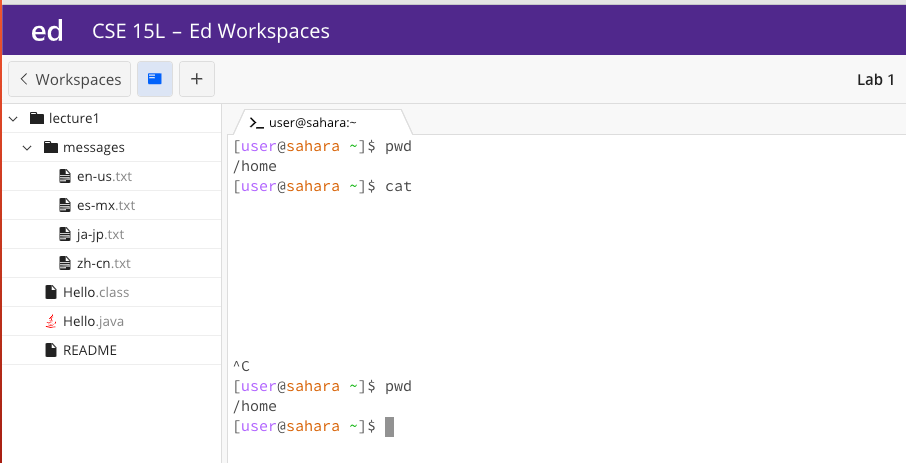 ed CSE 15L – Ed Workspaces
Workspaces + Lab 1
lecture1
messages
en-us.txt
es-mx.txt
ja-jp.txt
zh-cn.txt
Hello.class
Hello.java
README
>_ user@sahara:~
[user@sahara ~]$ pwd
/home
[user@sahara ~]$ cat
^C
[user@sahara ~]$ pwd
/home
[user@sahara ~]$